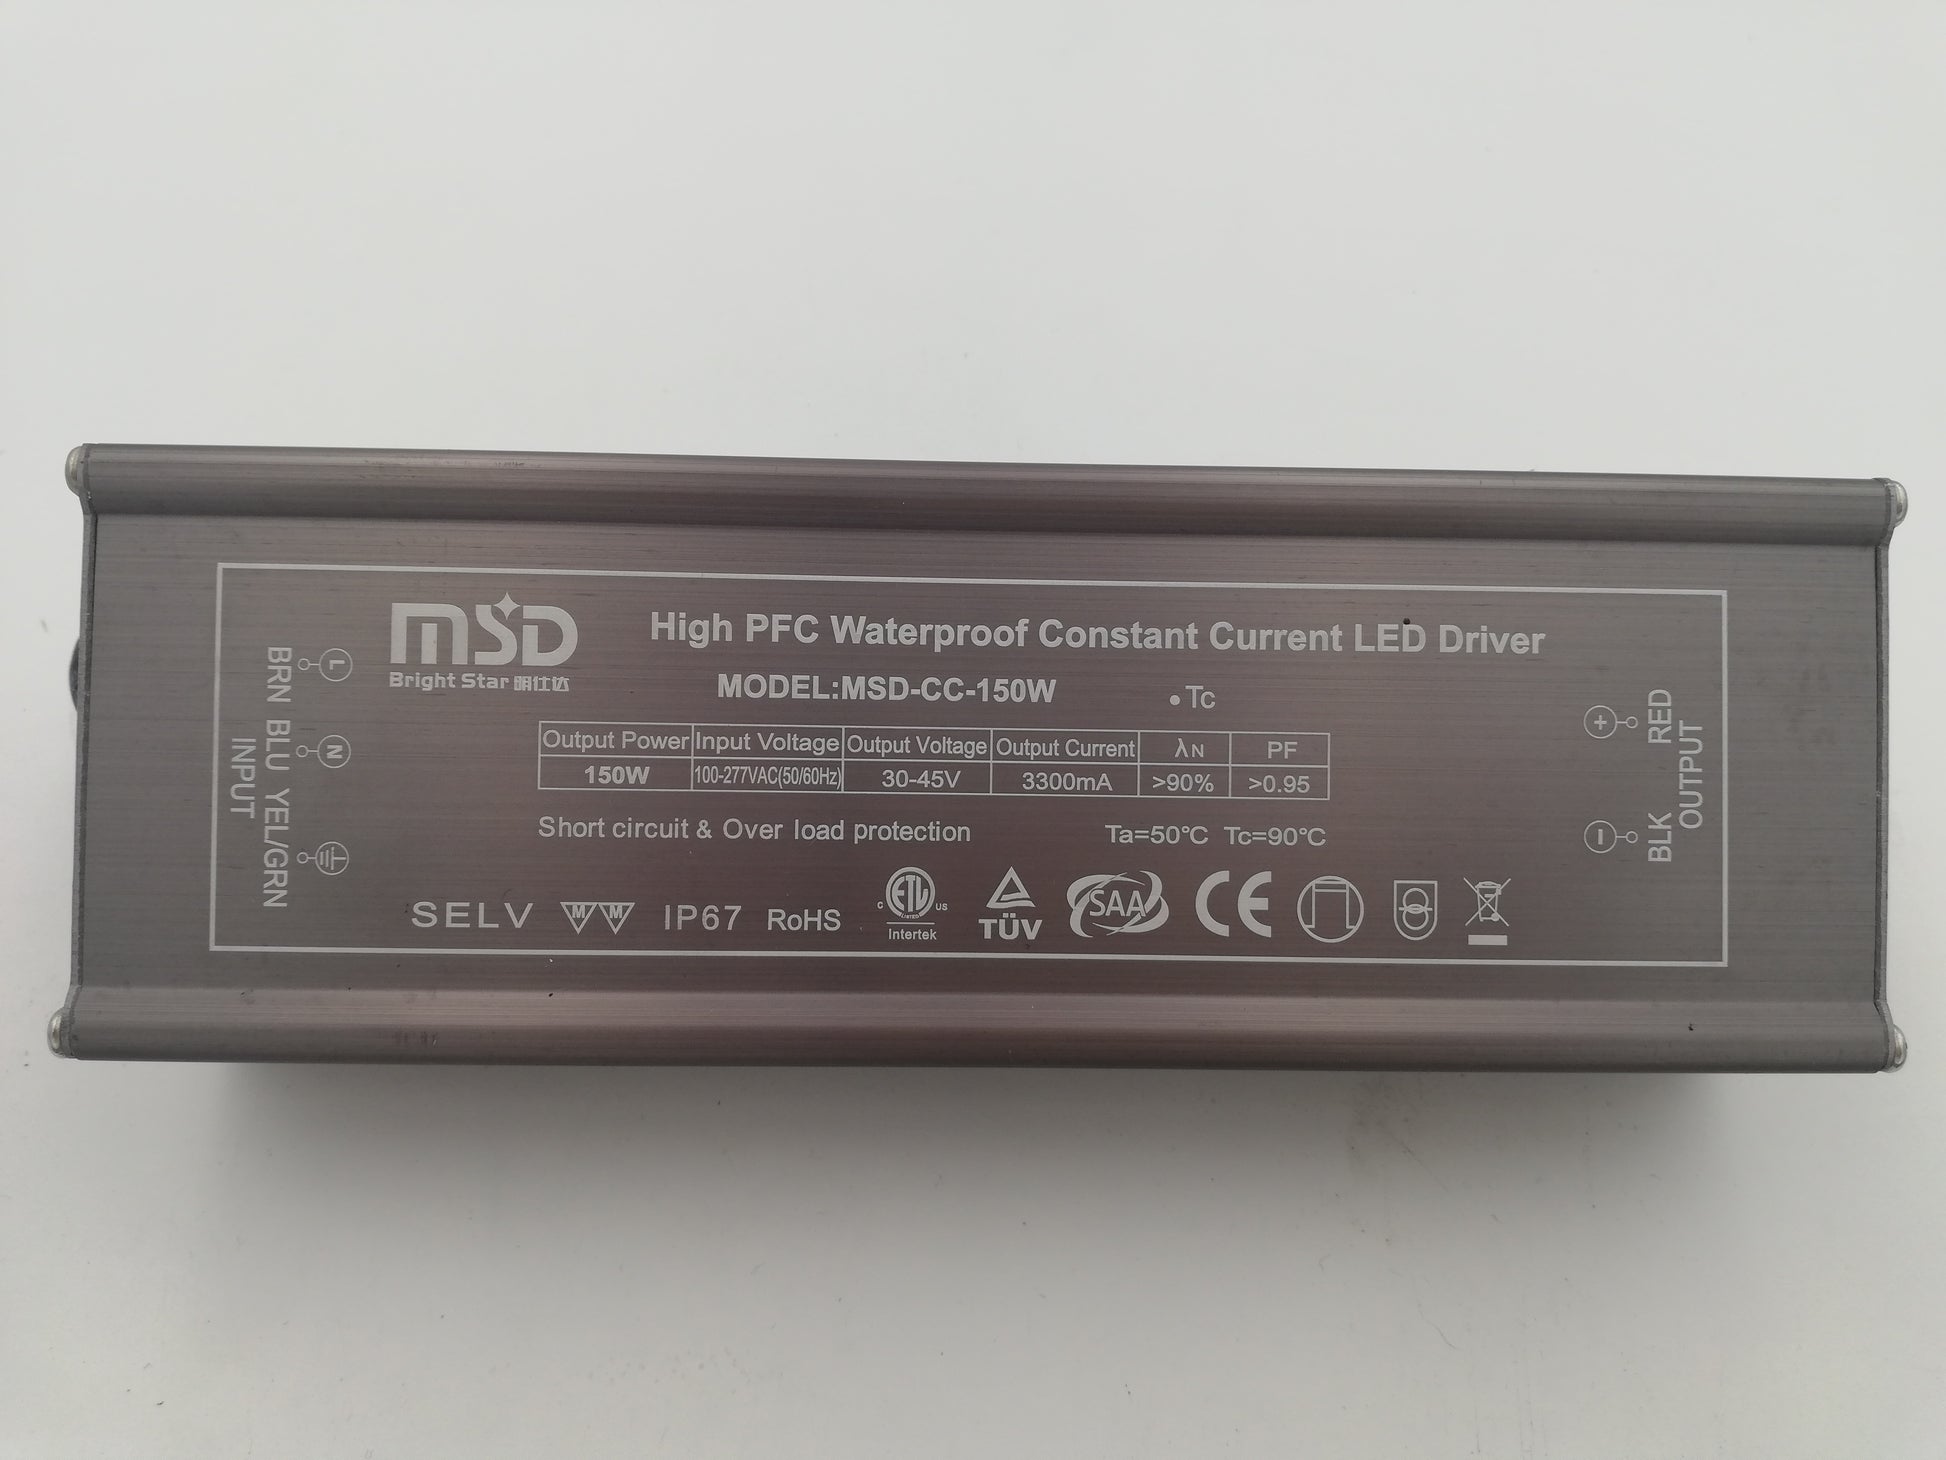 MSD
Bright Star 明仕达
High PFC Waterproof Constant Current LED Driver
MODEL:MSD-CC-150W
• Tc
Output Power Input Voltage Output Voltage Output Current λN PF
150W 100-277VAC(50/60Hz) 30-45V 3300mA >90% >0.95
Short circuit & Over load protection Ta=50℃ Tc=90℃
SELV M M IP67 RoHS c ETL LISTED us Intertek TÜV SAA CE
L N
BRN BLU YEL/GRN
INPUT
+ −
RED BLK
OUTPUT